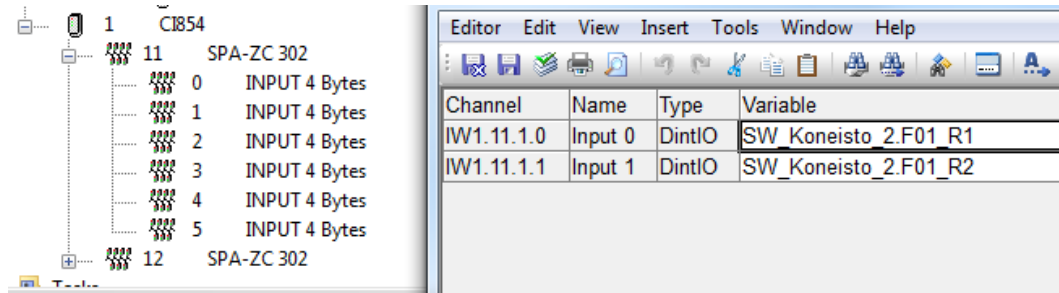 1 CI854
11 SPA-ZC 302
0 INPUT 4 Bytes
1 INPUT 4 Bytes
2 INPUT 4 Bytes
3 INPUT 4 Bytes
4 INPUT 4 Bytes
5 INPUT 4 Bytes
12 SPA-ZC 302
Editor Edit View Insert Tools Window Help
Channel Name Type Variable
IW1.11.1.0 Input 0 DintIO SW_Koneisto_2.F01_R1
IW1.11.1.1 Input 1 DintIO SW_Koneisto_2.F01_R2